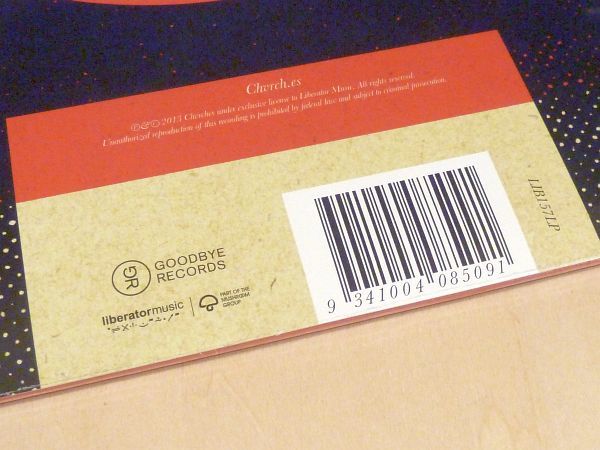 Chvrch.es
℗&© 2013 Chvrches under exclusive license to Liberator Music. All rights reserved.
Unauthorized reproduction of this recording is prohibited by federal law and subject to criminal prosecution.
GR
GOODBYE
RECORDS
liberatormusic
PART OF THE
MUSHROOM
GROUP
LIB157LP
9 341004 085091